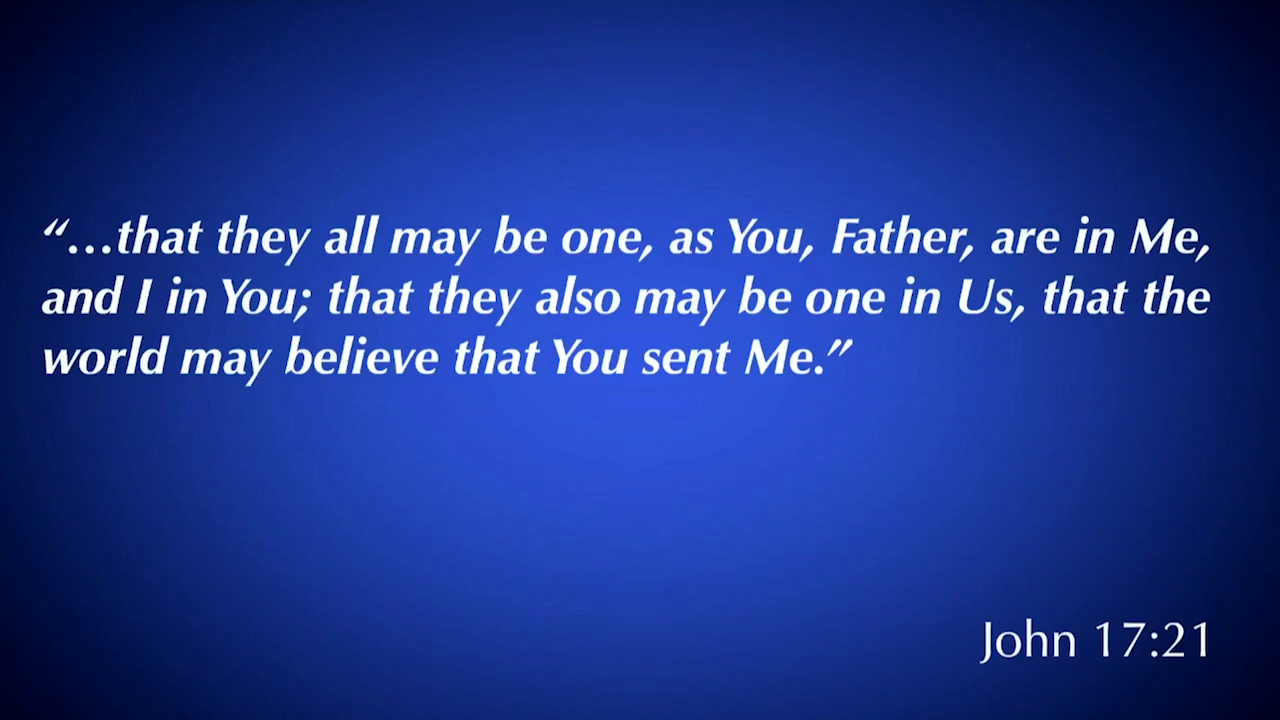 “…that they all may be one, as You, Father, are in Me,
and I in You; that they also may be one in Us, that the
world may believe that You sent Me.”
John 17:21